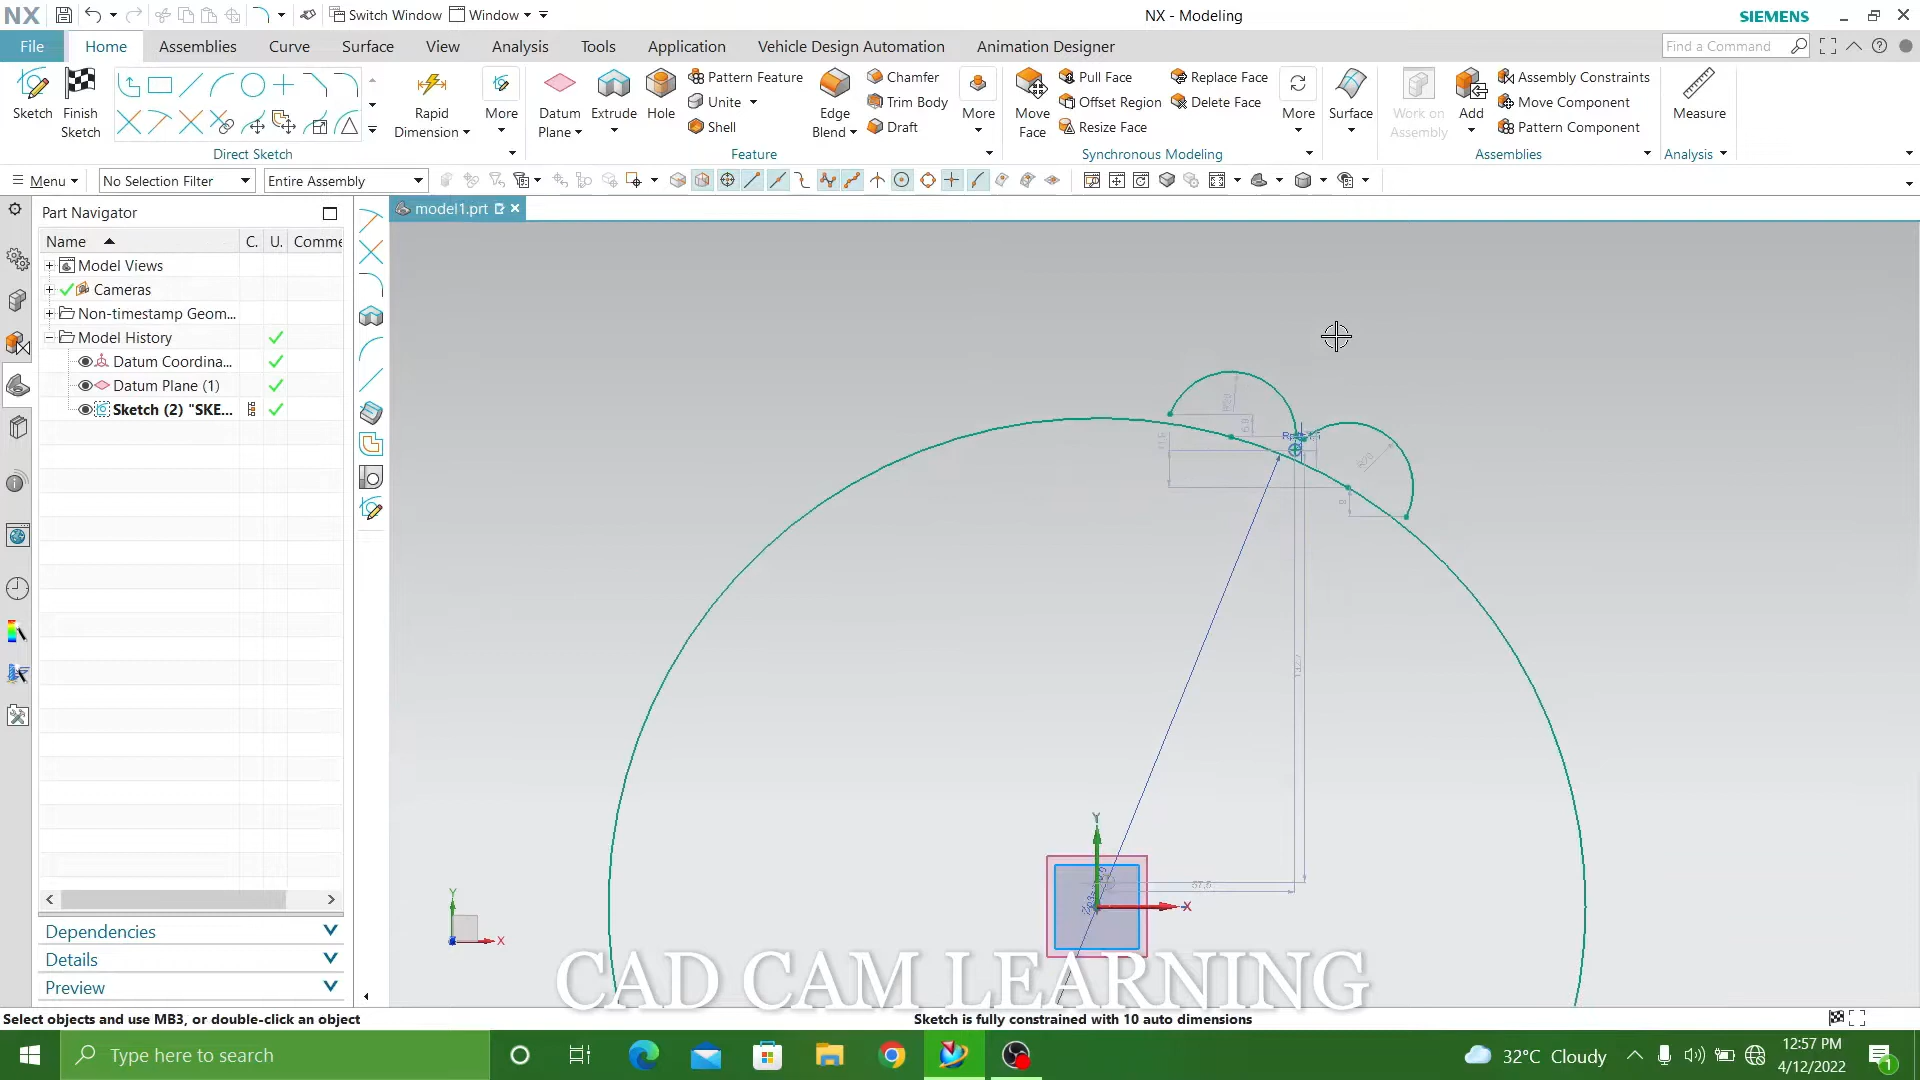 NX
Switch Window
Window
NX - Modeling
SIEMENS
File
Home
Assemblies
Curve
Surface
View
Analysis
Tools
Application
Vehicle Design Automation
Animation Designer
Find a Command
Sketch
Finish
Sketch
Direct Sketch
Rapid
Dimension
More
Datum
Plane
Extrude
Hole
Pattern Feature
Unite
Shell
Edge
Blend
Chamfer
Trim Body
Draft
More
Feature
Move
Face
Pull Face
Offset Region
Resize Face
Replace Face
Delete Face
More
Synchronous Modeling
Surface
Work on
Assembly
Add
Assembly Constraints
Move Component
Pattern Component
Assemblies
Measure
Analysis
Menu
No Selection Filter
Entire Assembly
Part Navigator
model1.prt
Name
C.
U.
Comme
Model Views
Cameras
Non-timestamp Geom...
Model History
Datum Coordina...
Datum Plane (1)
Sketch (2) "SKE...
Dependencies
Details
Preview
Y
X
Y
X
CAD CAM LEARNING
Select objects and use MB3, or double-click an object
Sketch is fully constrained with 10 auto dimensions
Type here to search
32°C Cloudy
12:57 PM
4/12/2022
1